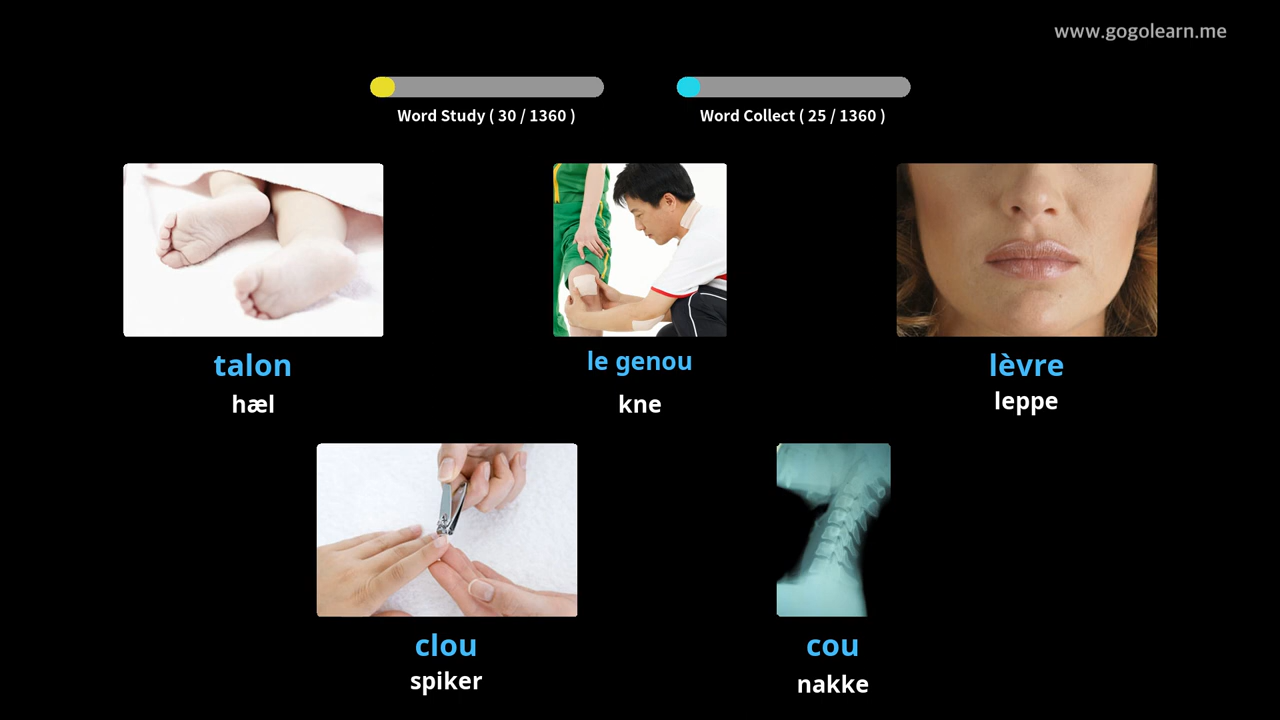 www.gogolearn.me
Word Study ( 30 / 1360 )
Word Collect ( 25 / 1360 )
talon
hæl
le genou
kne
lèvre
leppe
clou
spiker
cou
nakke